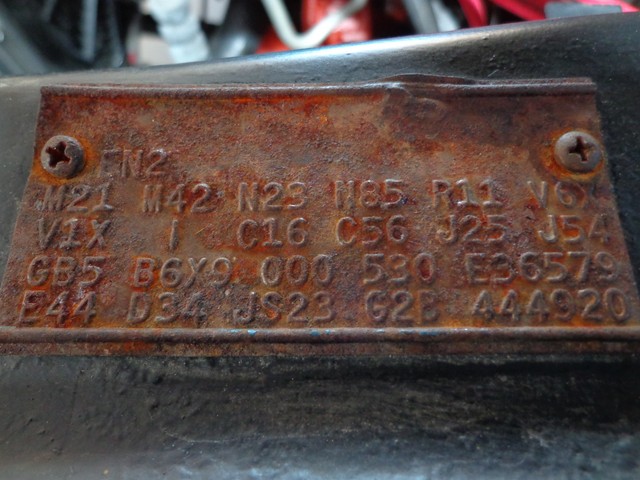 EN2
M21 M42 N23 N85 R11 V6X
V1X 1 C16 C56 J25 J54
GB5 B6X9 000 530 E36579
E44 D34 JS23 G2B 444920